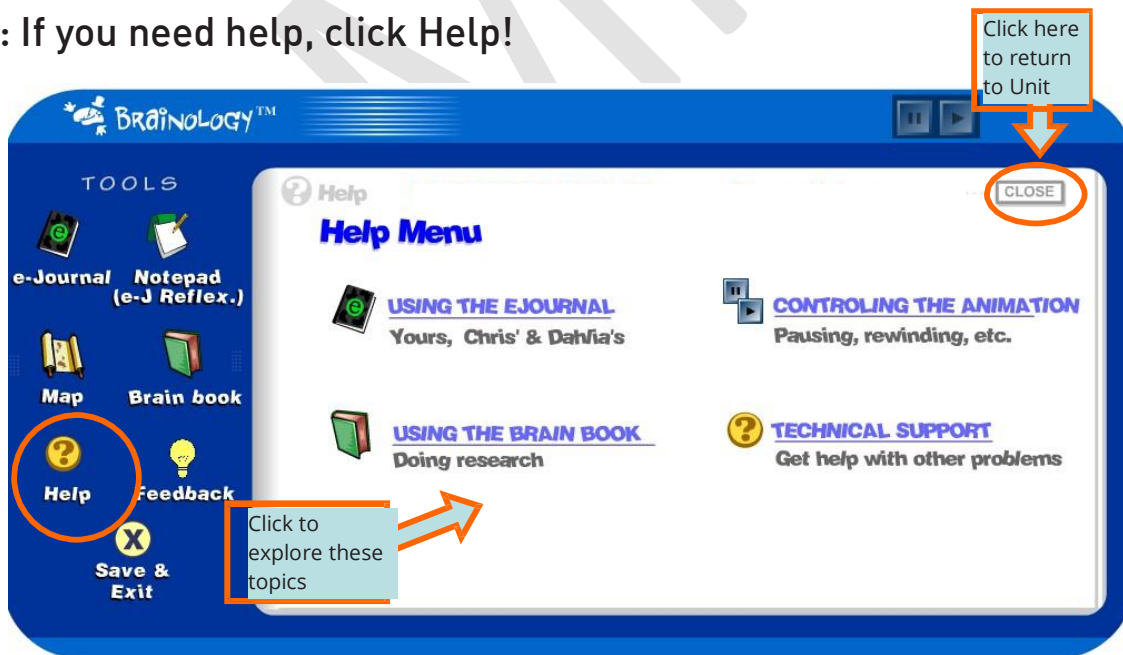 : If you need help, click Help!
Click here
to return
to Unit
BRaiNoLoGY™
TOOLS
e-Journal
Notepad
(e-J Reflex.)
Map
Brain book
Help
Feedback
Save &
Exit
Help
CLOSE
Help Menu
USING THE EJOURNAL
Yours, Chris' & Dahlia's
CONTROLING THE ANIMATION
Pausing, rewinding, etc.
USING THE BRAIN BOOK
Doing research
TECHNICAL SUPPORT
Get help with other problems
Click to
explore these
topics